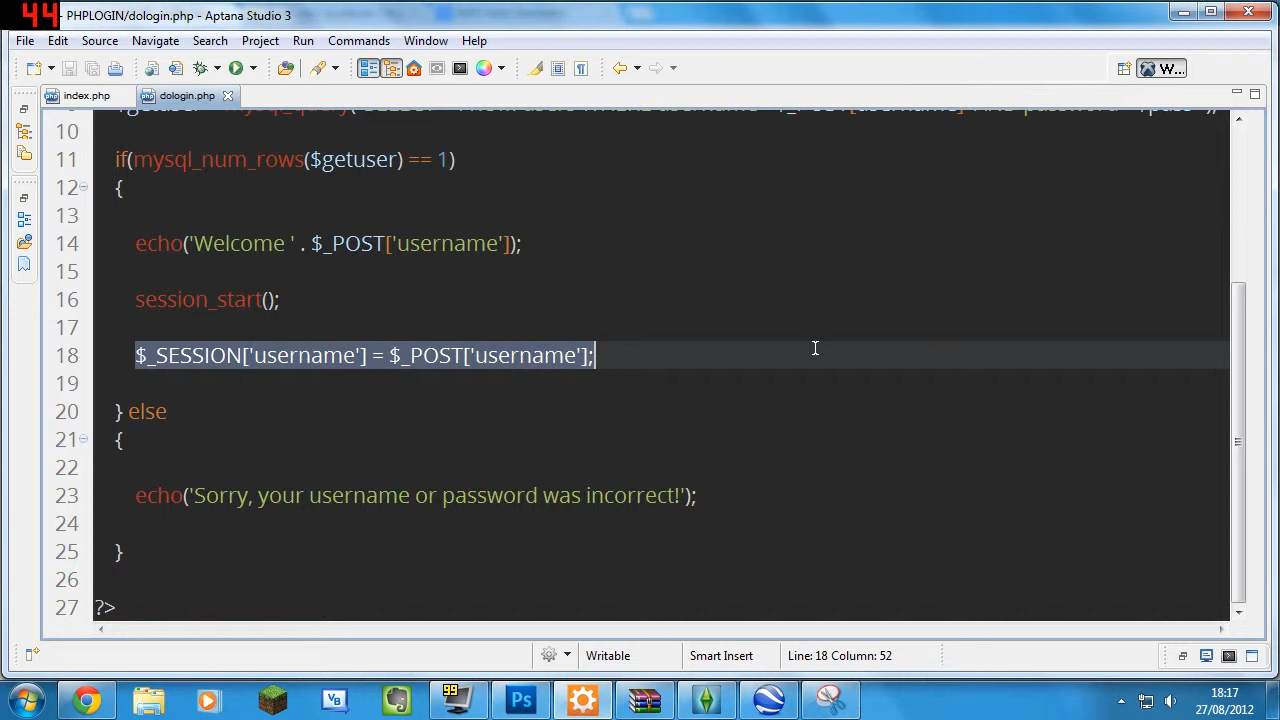 44
- PHPLOGIN/dologin.php - Aptana Studio 3
File Edit Source Navigate Search Project Run Commands Window Help
W...
index.php dologin.php
10
11 if(mysql_num_rows($getuser) == 1)
12 {
13
14 echo('Welcome ' . $_POST['username']);
15
16 session_start();
17
18 $_SESSION['username'] = $_POST['username'];
19
20 } else
21 {
22
23 echo('Sorry, your username or password was incorrect!');
24
25 }
26
27 ?>
Writable Smart Insert Line: 18 Column: 52
VB 99 Ps
18:17
27/08/2012